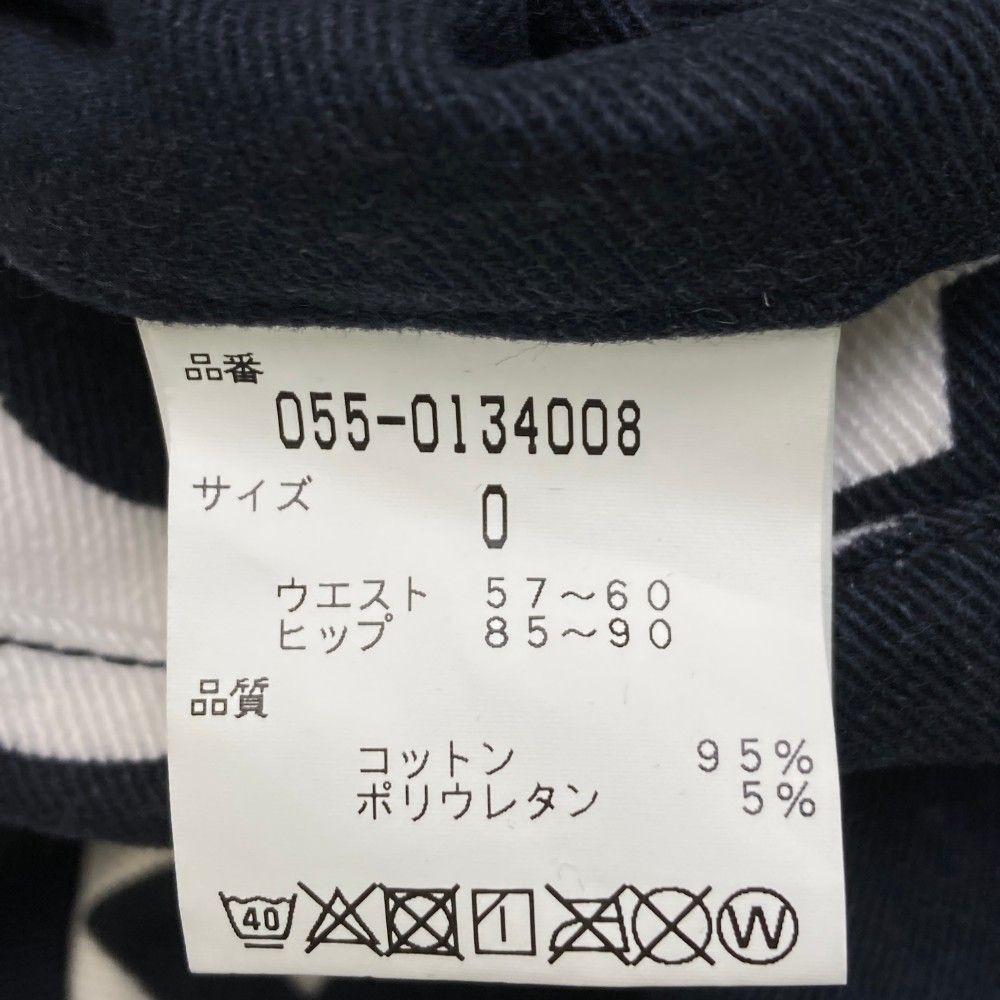 品番
055-0134008
サイズ 0
ウエスト 57～60
ヒップ 85～90
品質
コットン 95%
ポリウレタン 5%
40 W